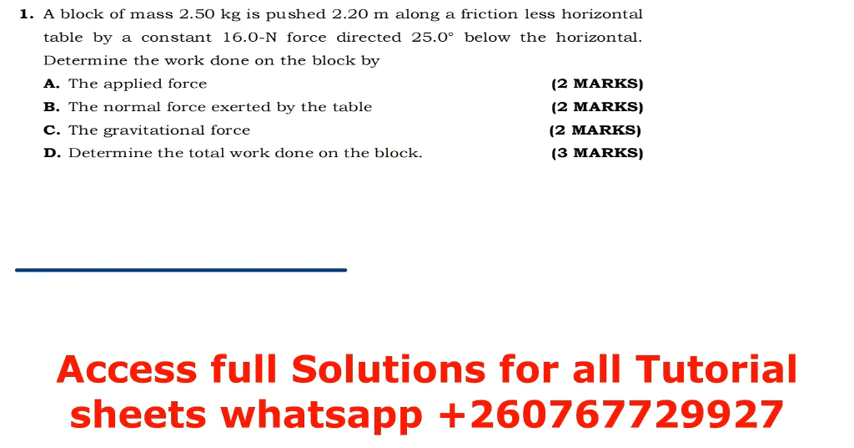 1. A block of mass 2.50 kg is pushed 2.20 m along a friction less horizontal
table by a constant 16.0-N force directed 25.0° below the horizontal.
Determine the work done on the block by
A. The applied force (2 MARKS)
B. The normal force exerted by the table (2 MARKS)
C. The gravitational force (2 MARKS)
D. Determine the total work done on the block. (3 MARKS)
Access full Solutions for all Tutorial
sheets whatsapp +260767729927